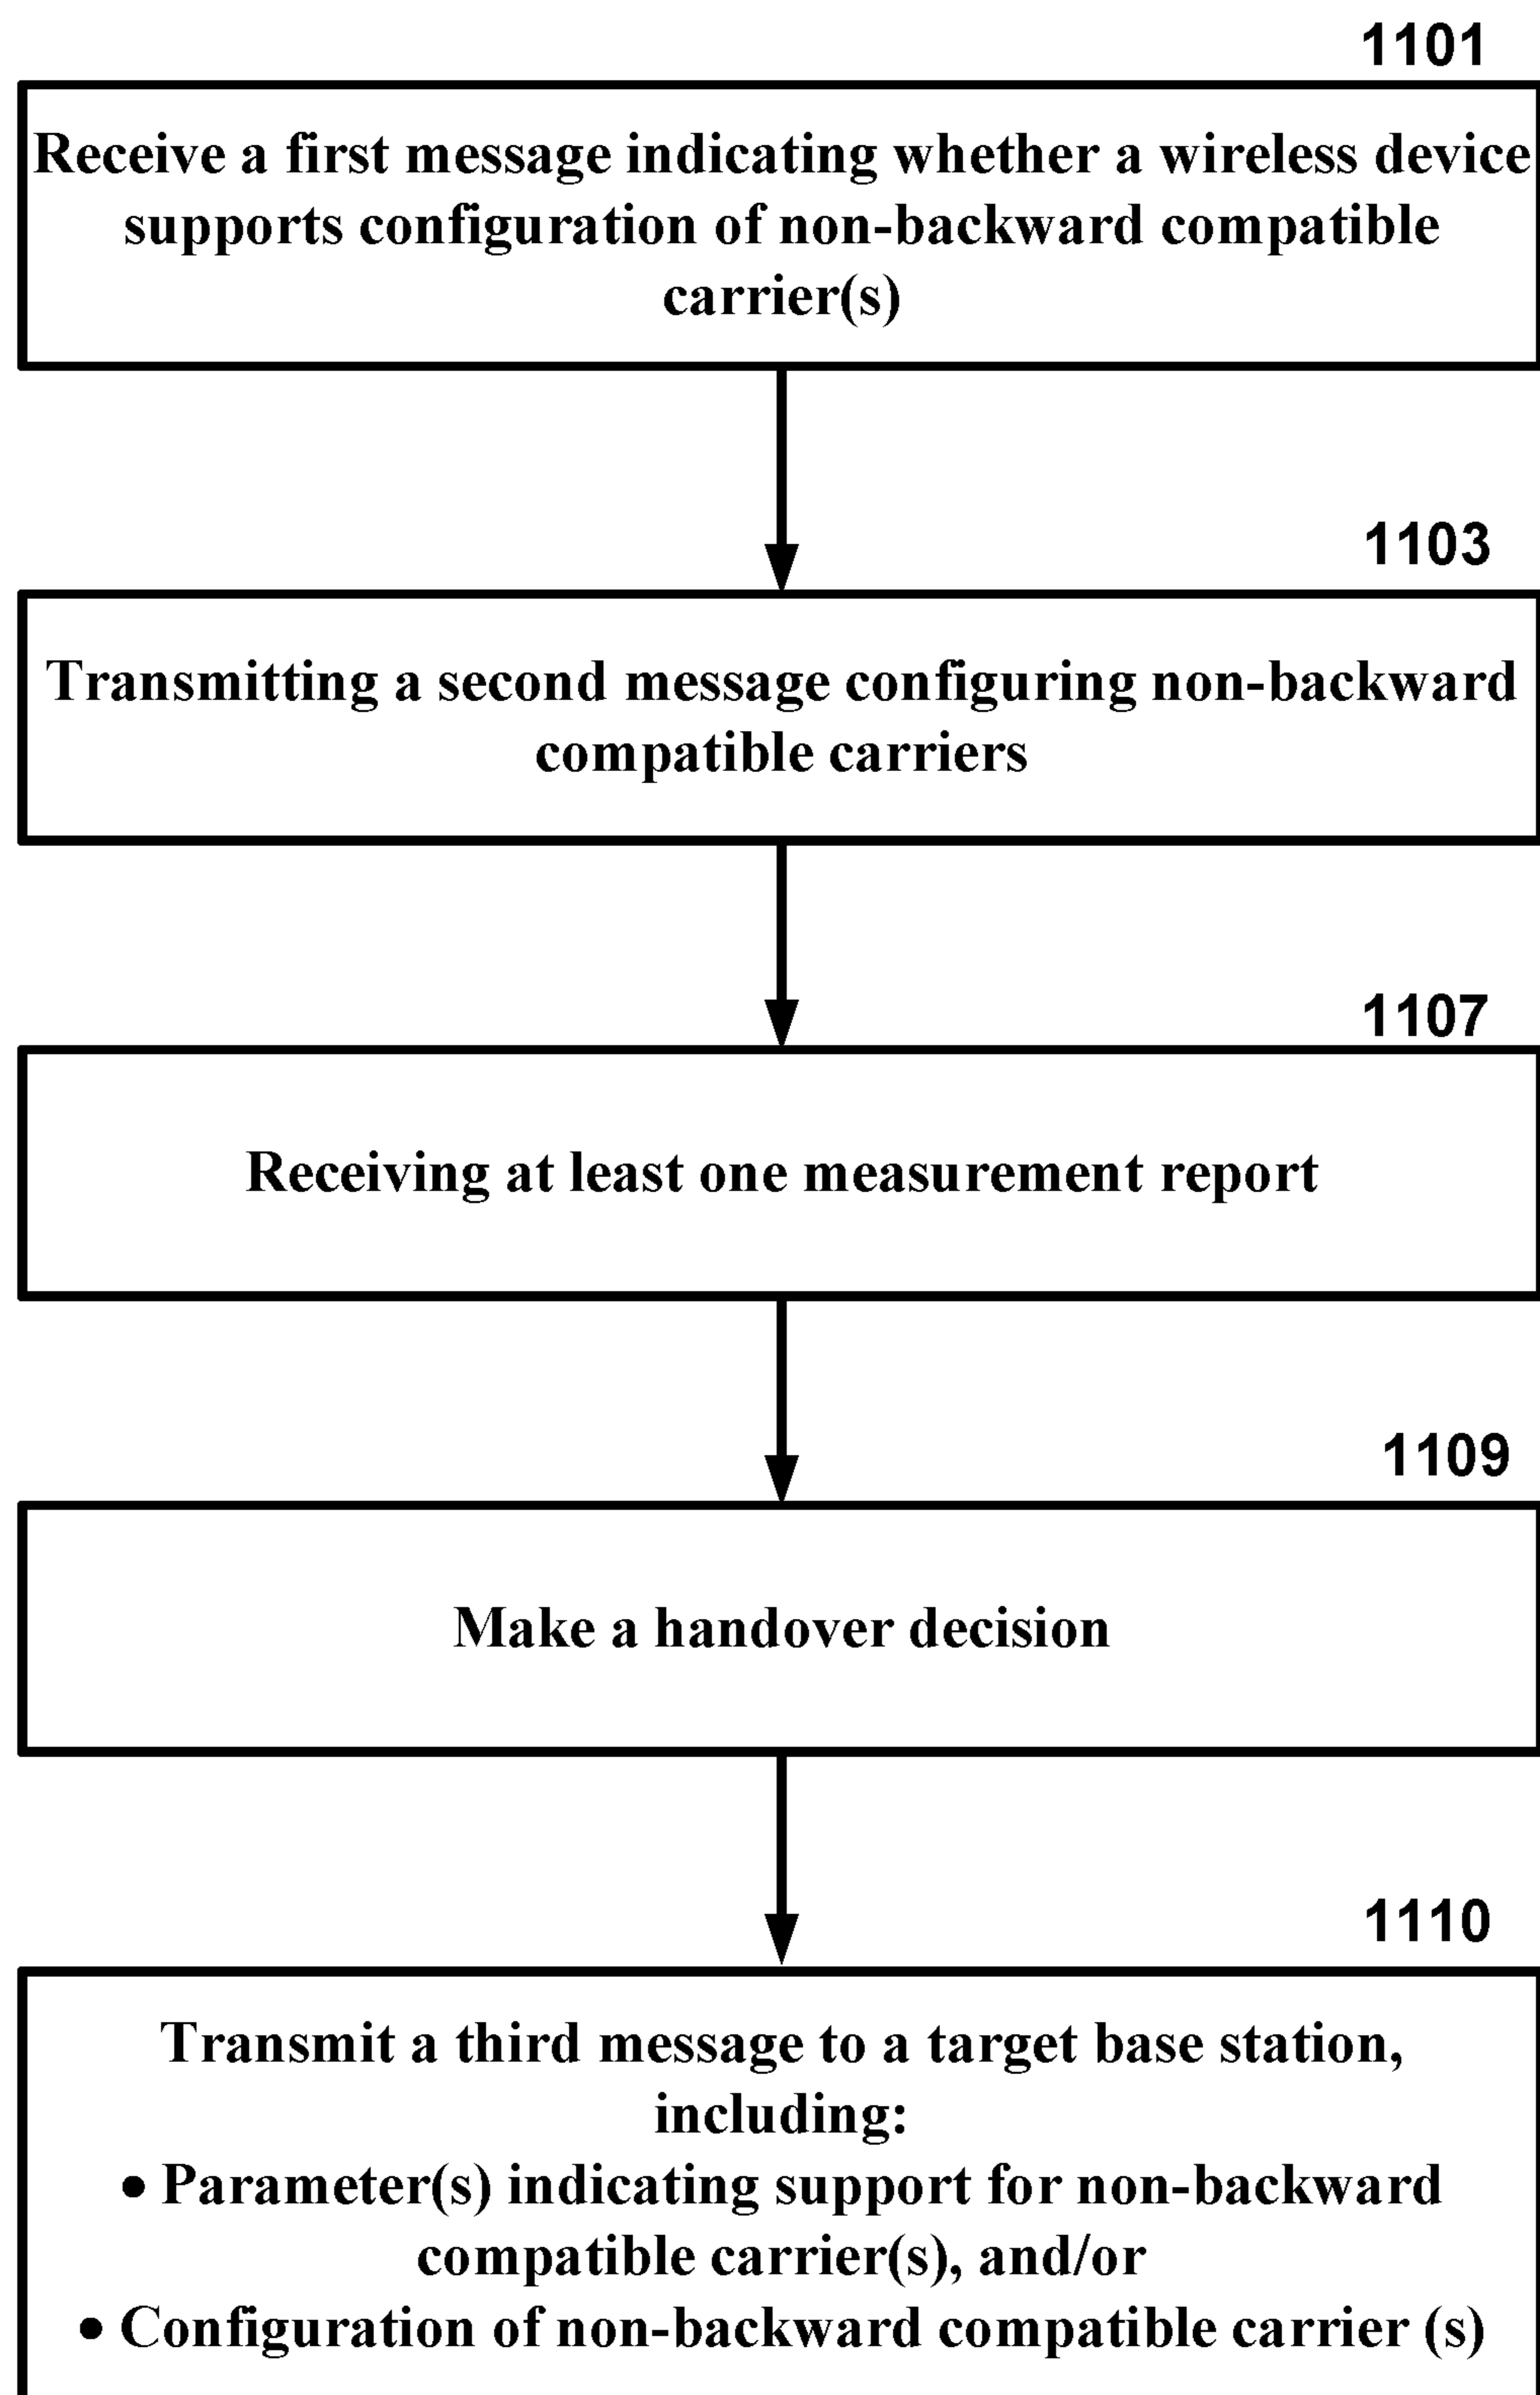 1101
Receive a first message indicating whether a wireless device
supports configuration of non-backward compatible
carrier(s)
1103
Transmitting a second message configuring non-backward
compatible carriers
1107
Receiving at least one measurement report
1109
Make a handover decision
1110
Transmit a third message to a target base station,
including:
• Parameter(s) indicating support for non-backward
compatible carrier(s), and/or
• Configuration of non-backward compatible carrier (s)